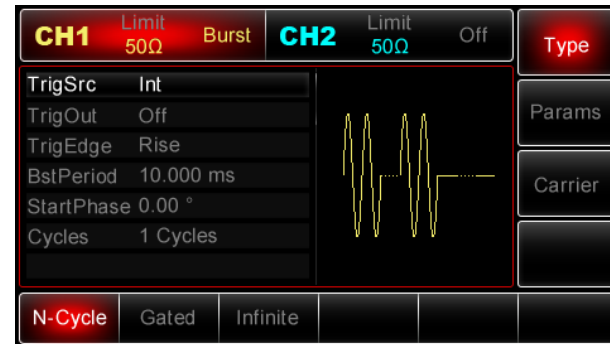 CH1 Limit 50Ω Burst CH2 Limit 50Ω Off
Type
TrigSrc Int
TrigOut Off
Params
TrigEdge Rise
BstPeriod 10.000 ms
Carrier
StartPhase 0.00 °
Cycles 1 Cycles
N-Cycle Gated Infinite